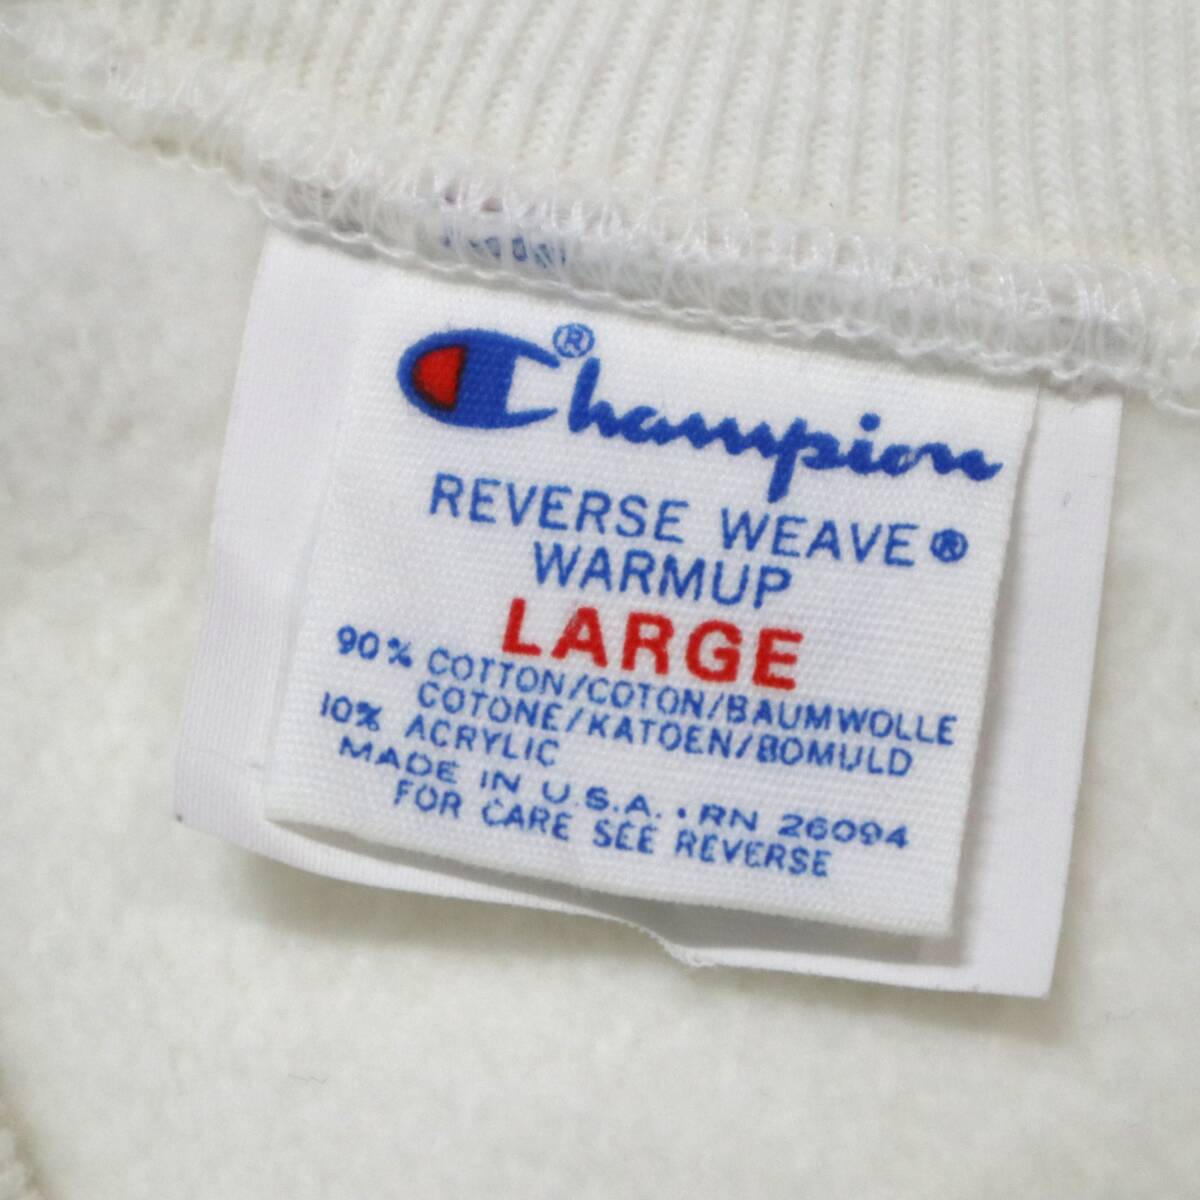 Champion®
REVERSE WEAVE®
WARMUP
LARGE
90% COTTON/COTON/BAUMWOLLE
COTONE/KATOEN/BOMULD
10% ACRYLIC
MADE IN U.S.A. • RN 26094
FOR CARE SEE REVERSE